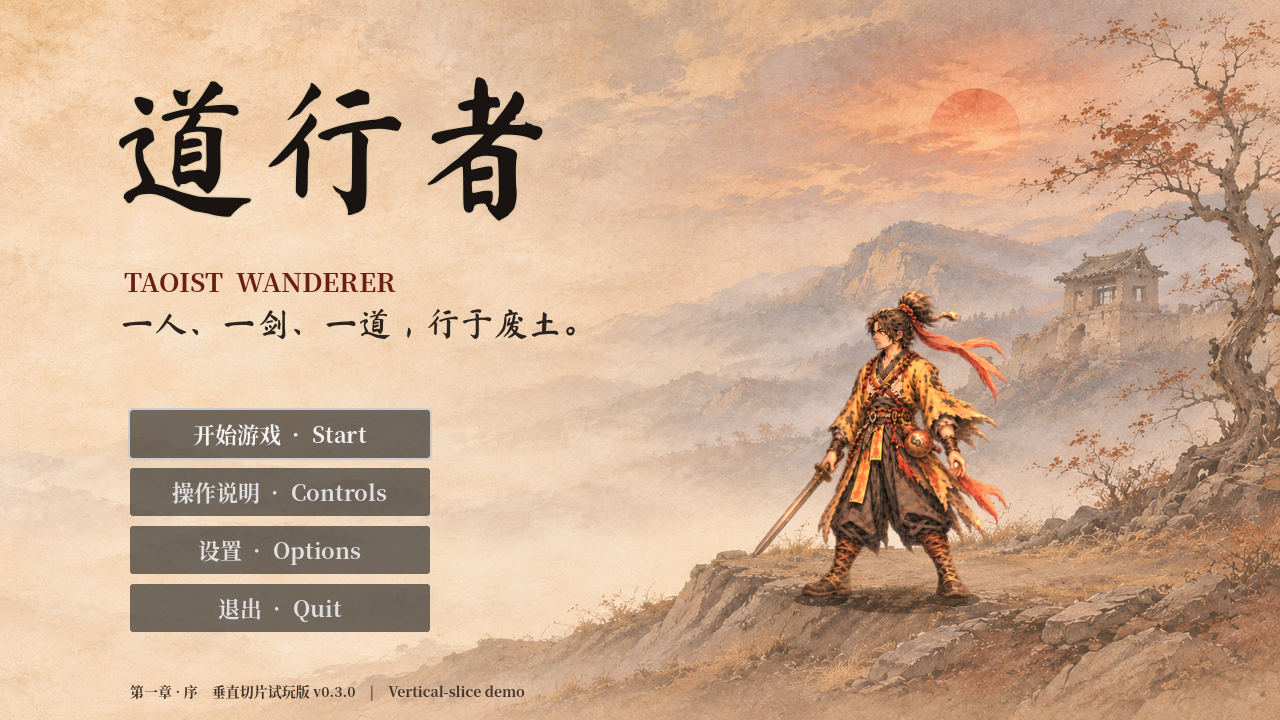 道行者
TAOIST WANDERER
一人、一剑、一道，行于废土。
开始游戏 · Start
操作说明 · Controls
设置 · Options
退出 · Quit
第一章 · 序 垂直切片试玩版 v0.3.0 | Vertical-slice demo